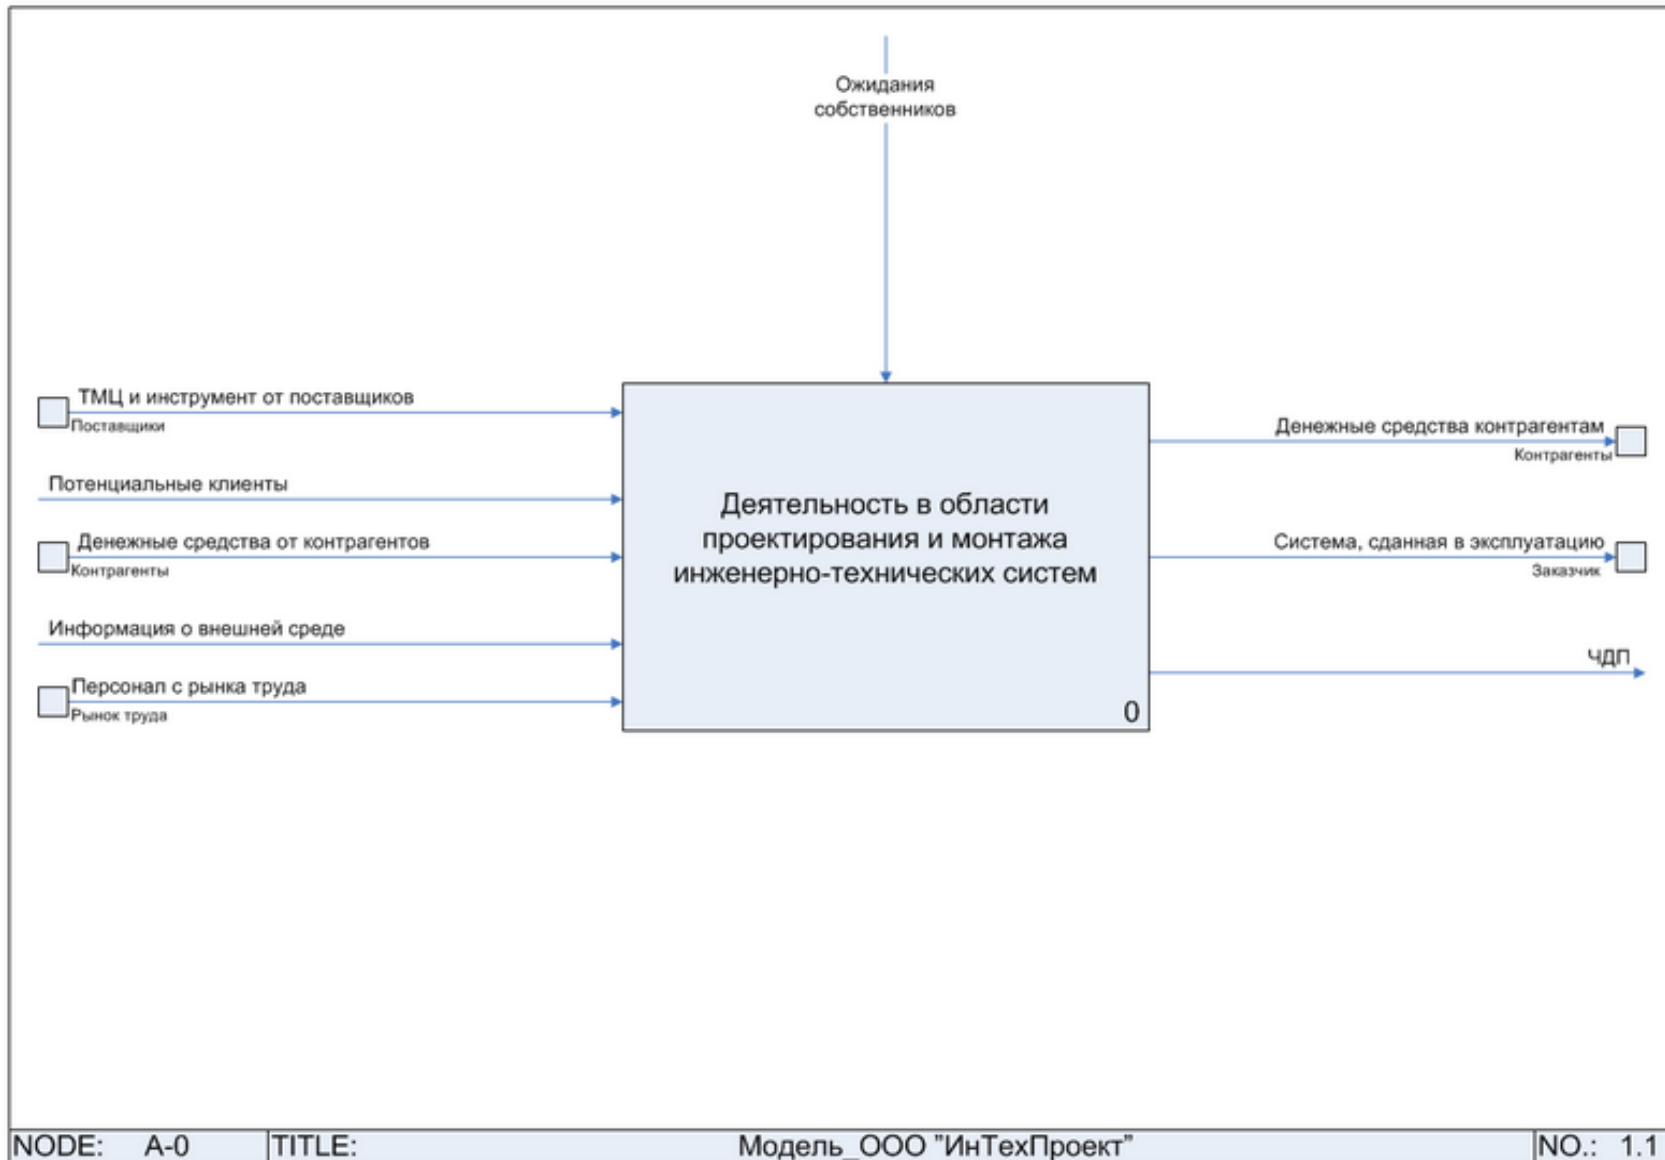 Ожидания
собственников
ТМЦ и инструмент от поставщиков
Поставщики
Потенциальные клиенты
Денежные средства от контрагентов
Контрагенты
Информация о внешней среде
Персонал с рынка труда
Рынок труда
Деятельность в области
проектирования и монтажа
инженерно-технических систем
0
Денежные средства контрагентам
Контрагенты
Система, сданная в эксплуатацию
Заказчик
ЧДП
NODE: A-0 TITLE: Модель_ООО "ИнТехПроект" NO.: 1.1